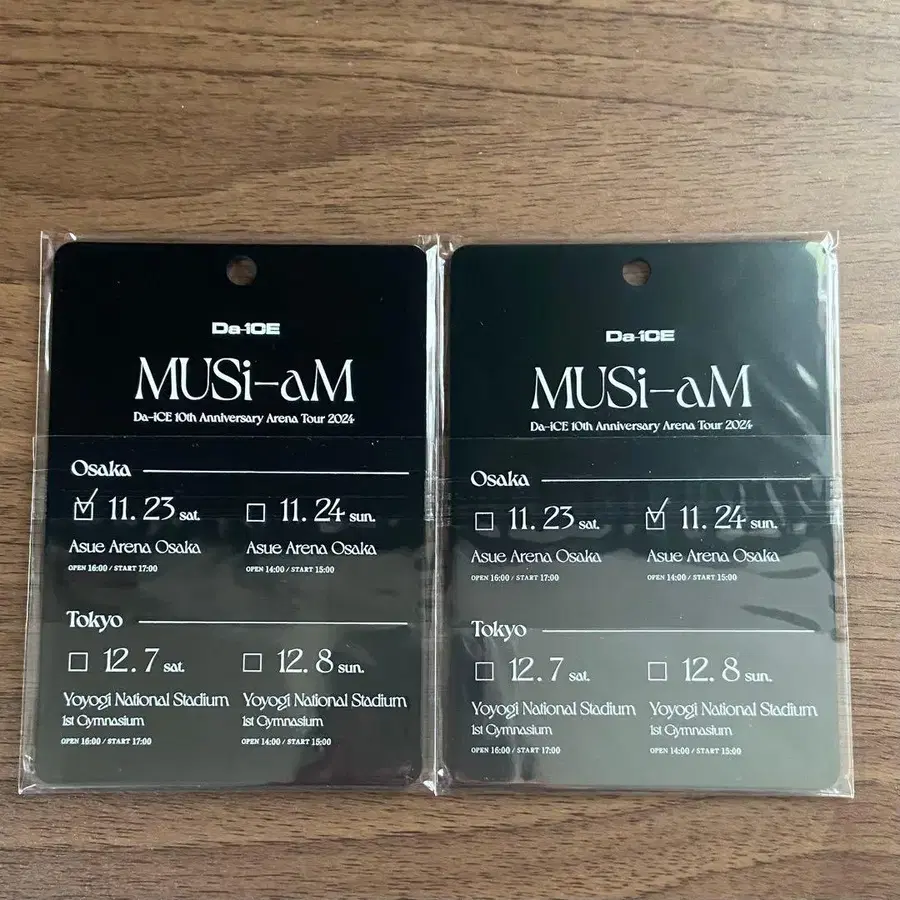 Da-iCE
MUSi-aM
Da-iCE 10th Anniversary Arena Tour 2024
Osaka
☑ 11. 23 sat. ☐ 11. 24 sun.
Asue Arena Osaka Asue Arena Osaka
OPEN 16:00 / START 17:00 OPEN 14:00 / START 15:00
Tokyo
☐ 12. 7 sat. ☐ 12. 8 sun.
Yoyogi National Stadium Yoyogi National Stadium
1st Gymnasium 1st Gymnasium
OPEN 16:00 / START 17:00 OPEN 14:00 / START 15:00
Da-iCE
MUSi-aM
Da-iCE 10th Anniversary Arena Tour 2024
Osaka
☐ 11. 23 sat. ☑ 11. 24 sun.
Asue Arena Osaka Asue Arena Osaka
OPEN 16:00 / START 17:00 OPEN 14:00 / START 15:00
Tokyo
☐ 12. 7 sat. ☐ 12. 8 sun.
Yoyogi National Stadium Yoyogi National Stadium
1st Gymnasium 1st Gymnasium
OPEN 16:00 / START 17:00 OPEN 14:00 / START 15:00